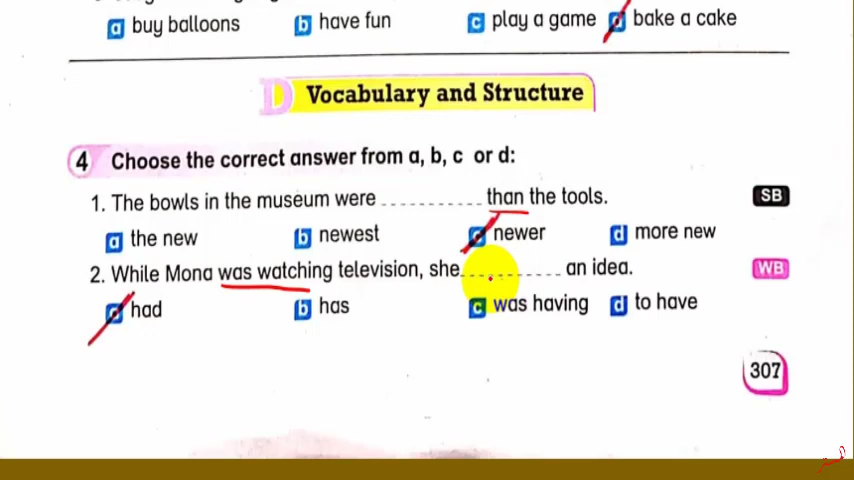 a buy balloons b have fun c play a game d bake a cake
D Vocabulary and Structure
4 Choose the correct answer from a, b, c or d:
1. The bowls in the museum were ............ than the tools. SB
a the new b newest c newer d more new
2. While Mona was watching television, she ............ an idea. WB
a had b has c was having d to have
307